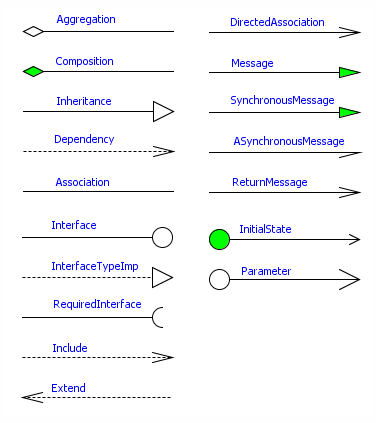 Aggregation
Composition
Inheritance
Dependency
Association
Interface
InterfaceTypeImp
RequiredInterface
Include
Extend
DirectedAssociation
Message
SynchronousMessage
ASynchronousMessage
ReturnMessage
InitialState
Parameter